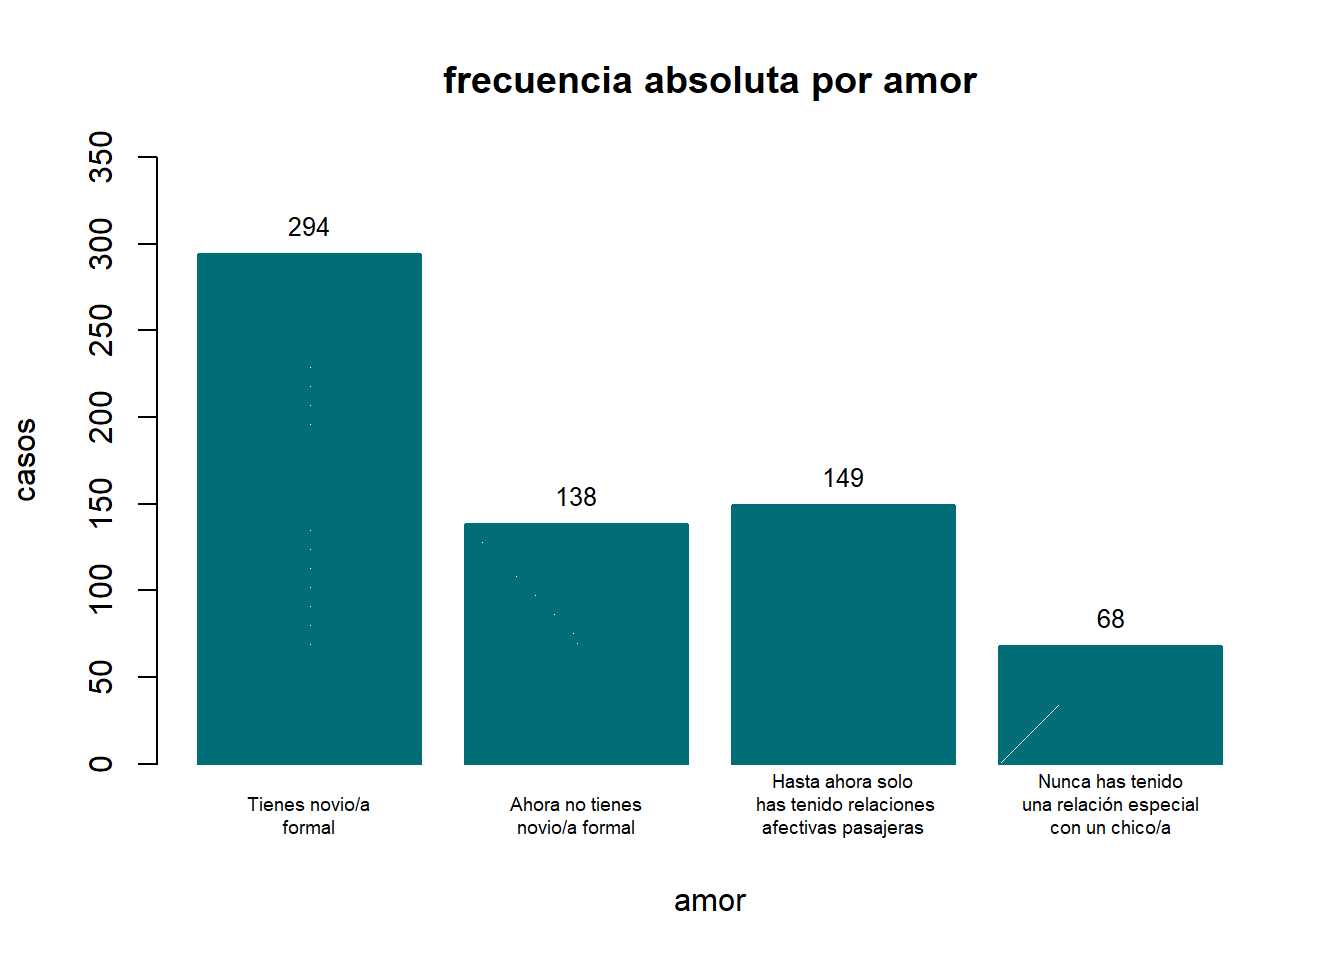 frecuencia absoluta por amor
350
300
250
200
150
100
50
0
casos
294
138
149
68
Tienes novio/a
formal
Ahora no tienes
novio/a formal
Hasta ahora solo
has tenido relaciones
afectivas pasajeras
Nunca has tenido
una relación especial
con un chico/a
amor